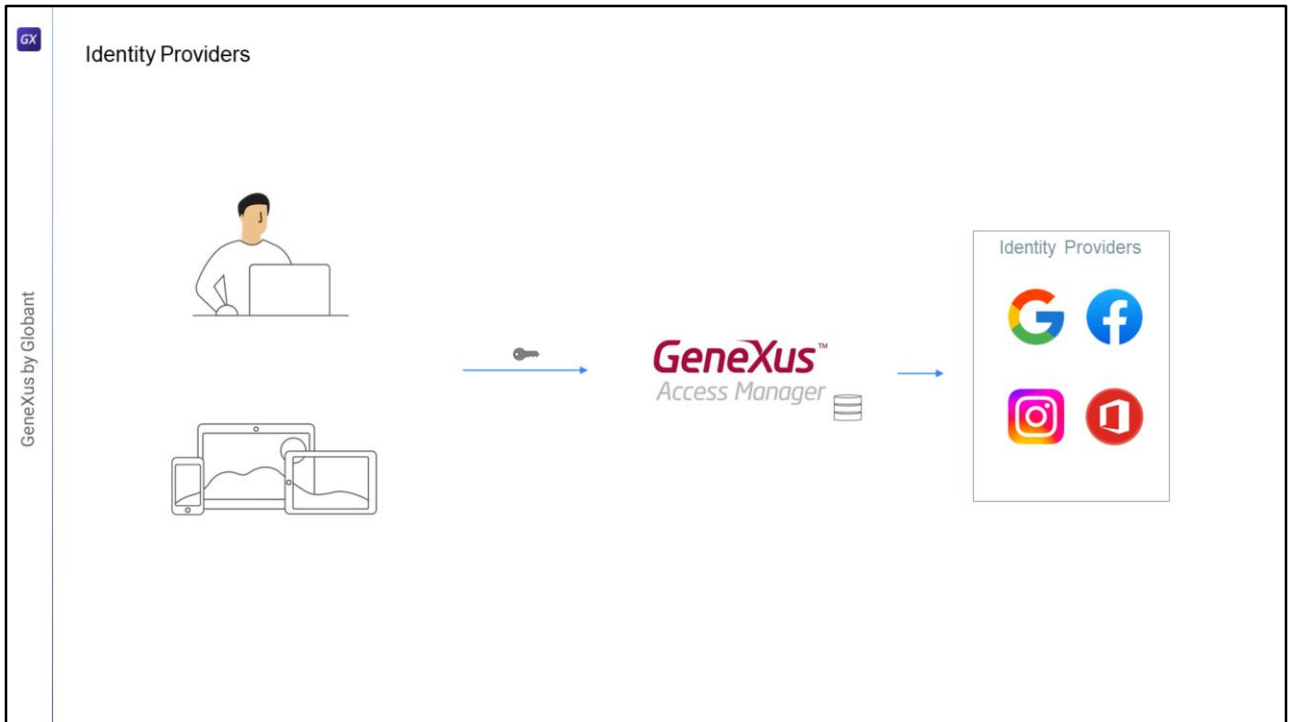 GX
Identity Providers
GeneXus by Globant
GeneXus™
Access Manager
Identity Providers